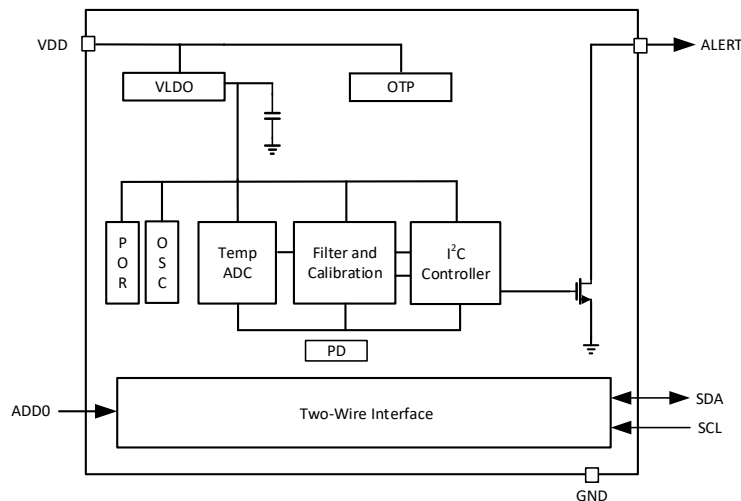 VDD
ALERT
VLDO
OTP
P
O
R
O
S
C
Temp
ADC
Filter and
Calibration
I²C
Controller
PD
ADD0
Two-Wire Interface
SDA
SCL
GND